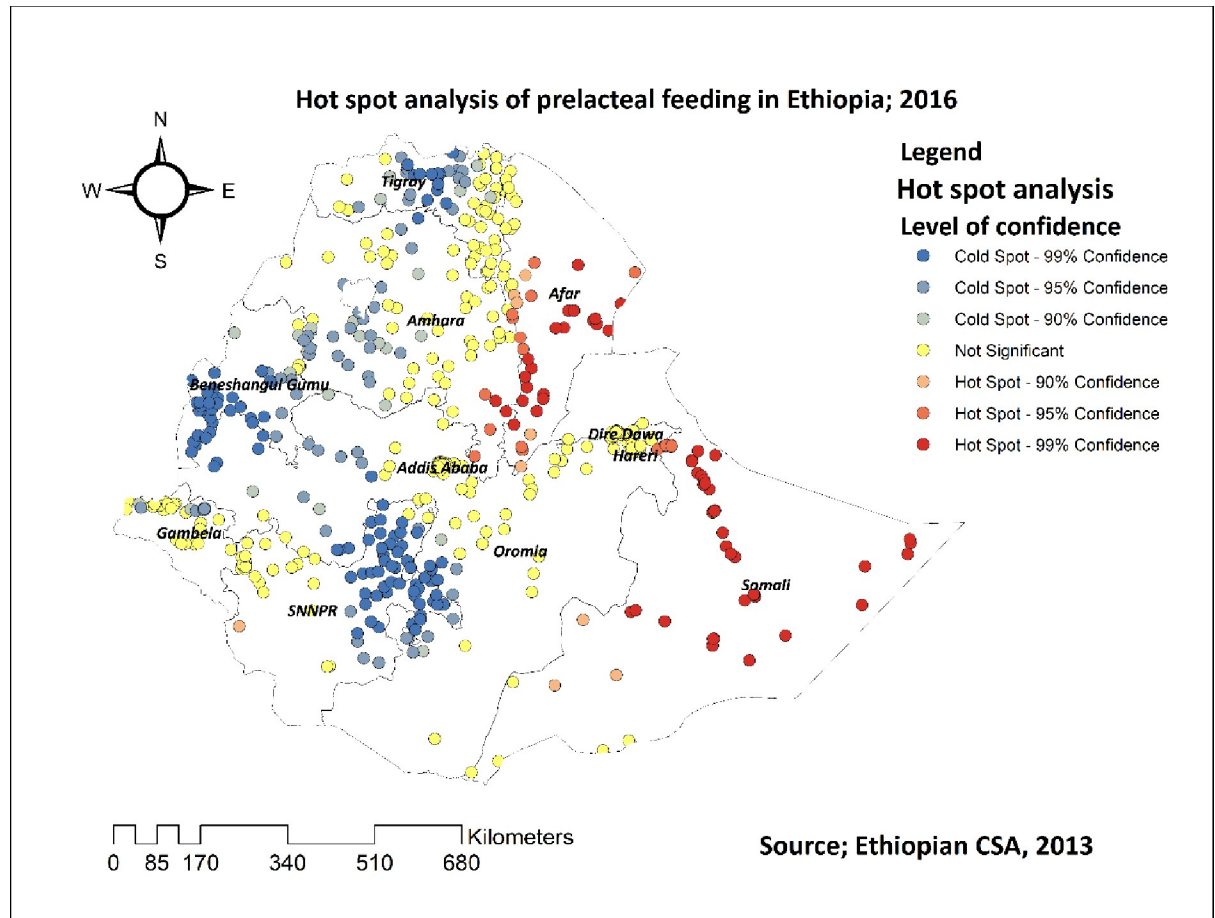 Hot spot analysis of prelacteal feeding in Ethiopia; 2016
N
W
E
S
Legend
Hot spot analysis
Level of confidence
Cold Spot - 99% Confidence
Cold Spot - 95% Confidence
Cold Spot - 90% Confidence
Not Significant
Hot Spot - 90% Confidence
Hot Spot - 95% Confidence
Hot Spot - 99% Confidence
Tigray
Afar
Amhara
Beneshangul Gumu
Dire Dawa
Hareri
Addis Ababa
Gambela
Oromia
Somali
SNNPR
Kilometers
0 85 170 340 510 680
Source; Ethiopian CSA, 2013